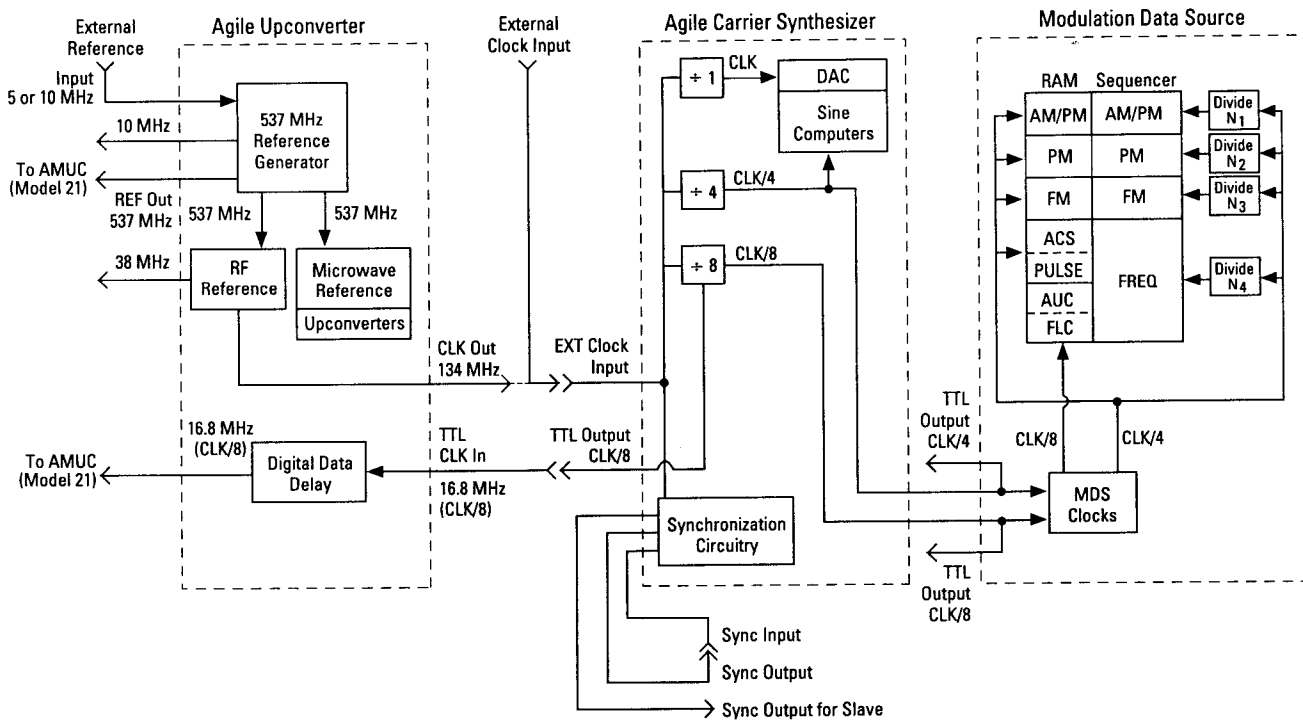 External
Reference
Agile Upconverter
External
Clock Input
Agile Carrier Synthesizer
Modulation Data Source
Input
5 or 10 MHz
10 MHz
To AMUC
(Model 21)
REF Out
537 MHz
38 MHz
537 MHz
Reference
Generator
537 MHz
537 MHz
RF
Reference
Microwave
Reference
Upconverters
CLK Out
134 MHz
EXT Clock
Input
÷ 1
CLK
DAC
Sine
Computers
÷ 4
CLK/4
÷ 8
CLK/8
RAM
Sequencer
AM/PM
AM/PM
Divide
N1
PM
PM
Divide
N2
FM
FM
Divide
N3
ACS
PULSE
AUC
FLC
FREQ
Divide
N4
16.8 MHz
(CLK/8)
To AMUC
(Model 21)
Digital Data
Delay
TTL
CLK In
16.8 MHz
(CLK/8)
TTL Output
CLK/8
Synchronization
Circuitry
TTL
Output
CLK/4
CLK/8
CLK/4
MDS
Clocks
TTL
Output
CLK/8
Sync Input
Sync Output
Sync Output for Slave